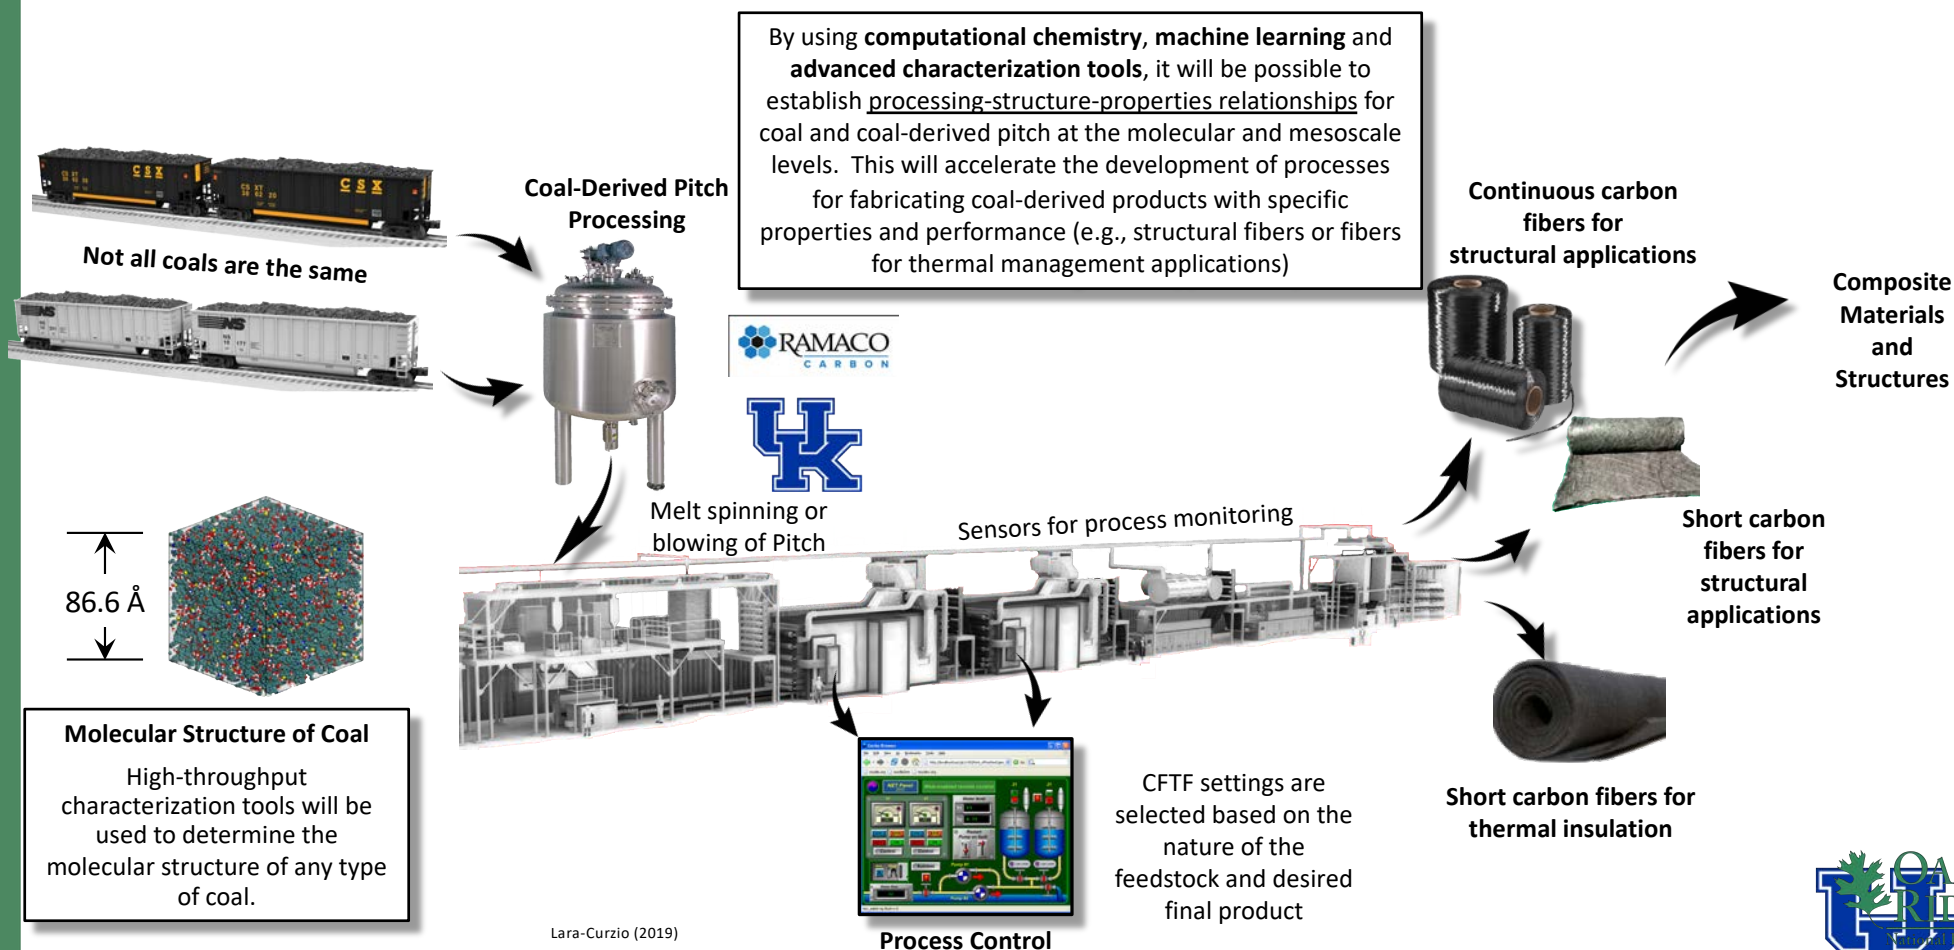 By using computational chemistry, machine learning and
advanced characterization tools, it will be possible to
establish processing-structure-properties relationships for
coal and coal-derived pitch at the molecular and mesoscale
levels.  This will accelerate the development of processes
for fabricating coal-derived products with specific
properties and performance (e.g., structural fibers or fibers
for thermal management applications)
CSX
CSX
Not all coals are the same
NS
NS
Coal-Derived Pitch
Processing
RAMACO
CARBON
UK
Melt spinning or
blowing of Pitch
Sensors for process monitoring
Continuous carbon
fibers for
structural applications
Composite
Materials
and
Structures
Short carbon
fibers for
structural
applications
Short carbon fibers for
thermal insulation
86.6 Å
Molecular Structure of Coal
High-throughput
characterization tools will be
used to determine the
molecular structure of any type
of coal.
CFTF settings are
selected based on the
nature of the
feedstock and desired
final product
Process Control
Lara-Curzio (2019)